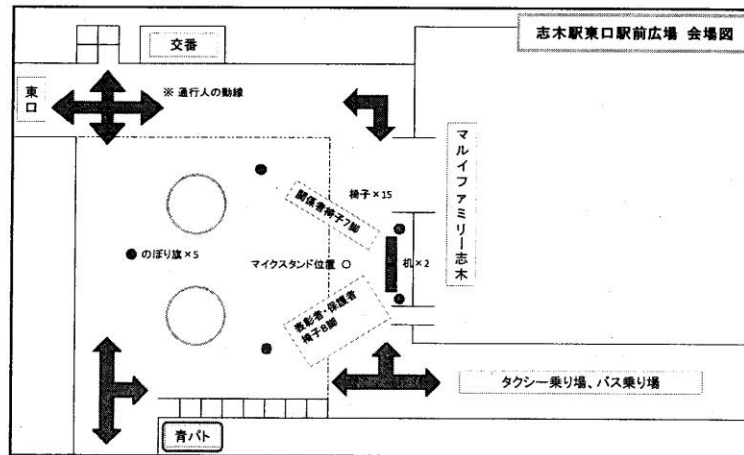 志木駅東口駅前広場 会場図
交番
東口
※ 通行人の動線
マルイファミリー志木
椅子×15
関係者椅子7脚
のぼり旗×5
マイクスタンド位置
机×2
表彰者・保護者
椅子8脚
タクシー乗り場、バス乗り場
青パト